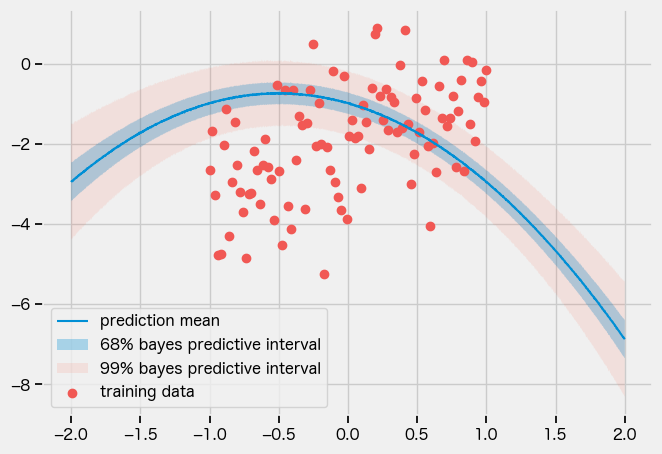 0
−2
−4
−6
−8
prediction mean
68% bayes predictive interval
99% bayes predictive interval
training data
−2.0 −1.5 −1.0 −0.5 0.0 0.5 1.0 1.5 2.0